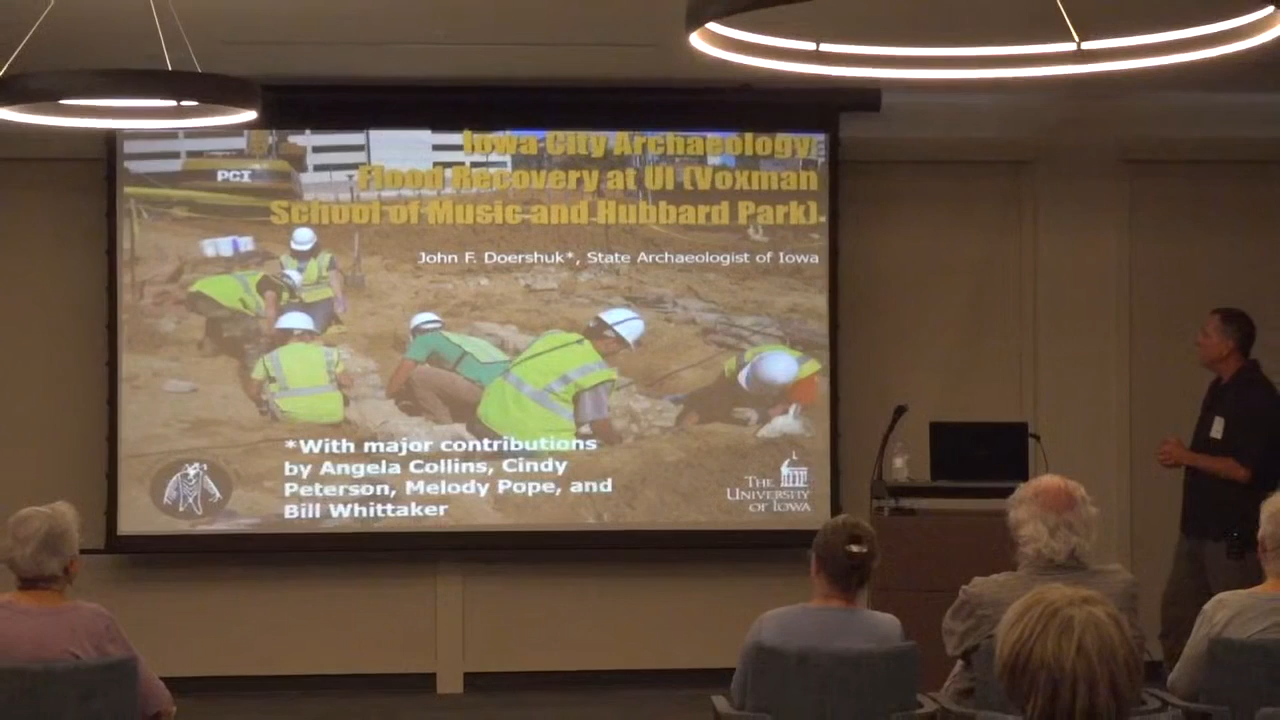 Iowa City Archaeology:
Flood Recovery at UI (Voxman
School of Music and Hubbard Park)
John F. Doershuk*, State Archaeologist of Iowa
PCI
*With major contributions
by Angela Collins, Cindy
Peterson, Melody Pope, and
Bill Whittaker
THE
UNIVERSITY
OF IOWA